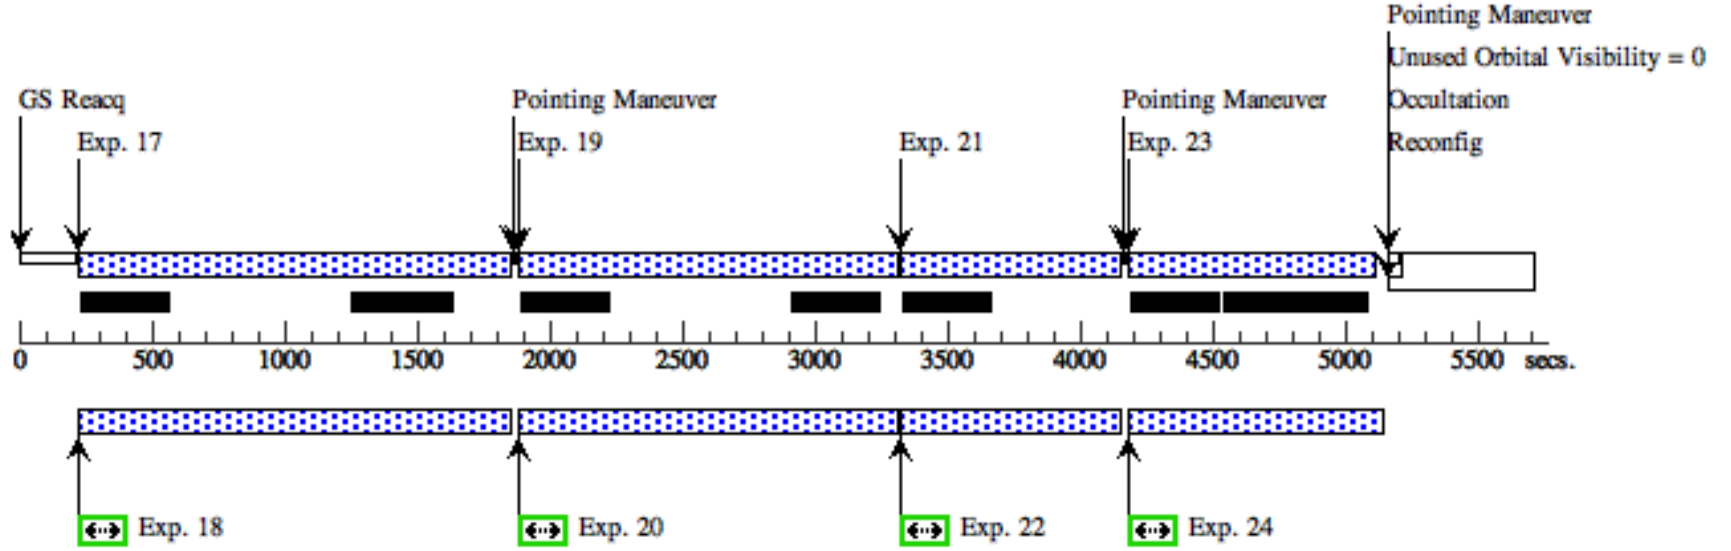 Pointing Maneuver
Unused Orbital Visibility = 0
GS Reacq Pointing Maneuver Pointing Maneuver Occultation
Exp. 17 Exp. 19 Exp. 21 Exp. 23 Reconfig
0 500 1000 1500 2000 2500 3000 3500 4000 4500 5000 5500 secs.
Exp. 18 Exp. 20 Exp. 22 Exp. 24